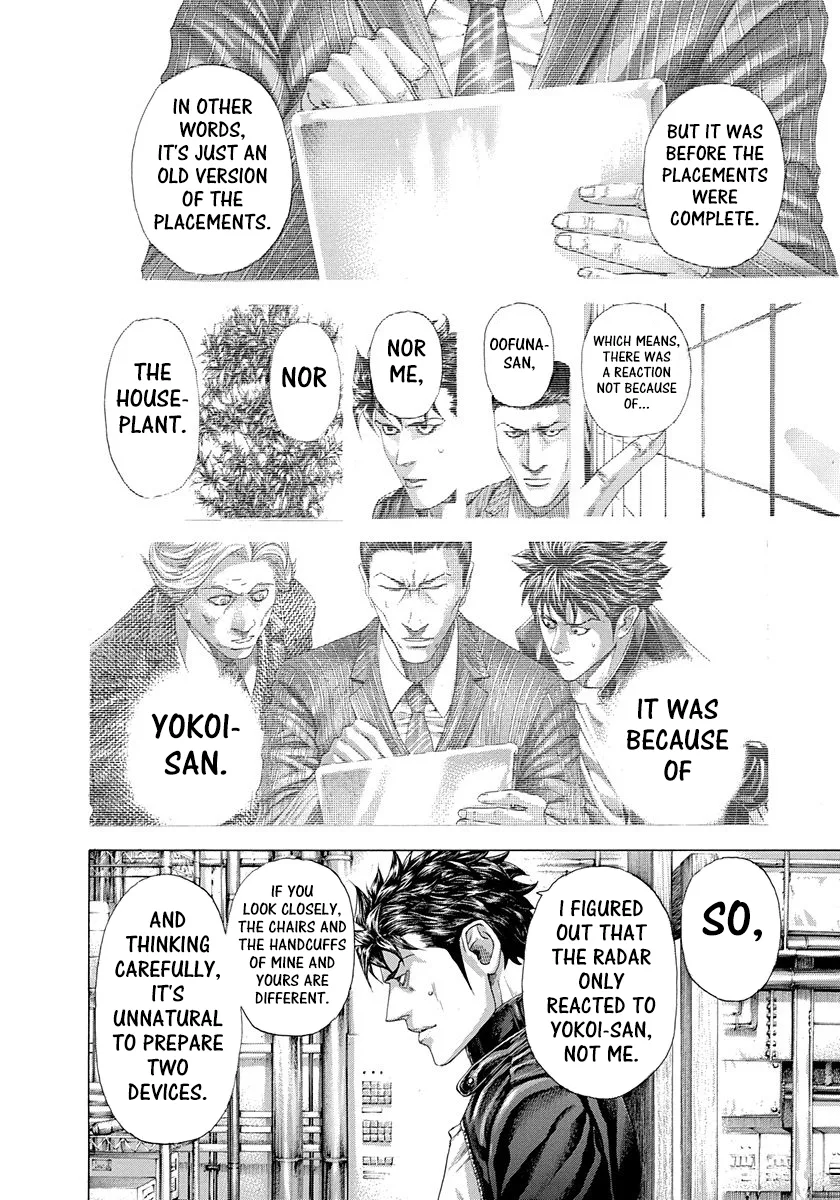 BUT IT WAS
BEFORE THE
PLACEMENTS
WERE
COMPLETE.
IN OTHER
WORDS,
IT'S JUST AN
OLD VERSION
OF THE
PLACEMENTS.
WHICH MEANS,
THERE WAS
A REACTION
NOT BECAUSE
OF...
OOFUNA-
SAN,
NOR
ME,
NOR
THE
HOUSE-
PLANT.
IT WAS
BECAUSE
OF
YOKOI-
SAN.
SO,
I FIGURED
OUT THAT
THE RADAR
ONLY
REACTED TO
YOKOI-SAN,
NOT ME.
IF YOU
LOOK CLOSELY,
THE CHAIRS AND
THE HANDCUFFS
OF MINE AND
YOURS ARE
DIFFERENT.
AND
THINKING
CAREFULLY,
IT'S
UNNATURAL
TO PREPARE
TWO
DEVICES.